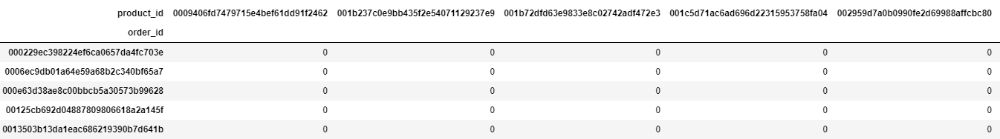 product_id 0009406fd7479715e4bef61dd91f2462 001b237c0e9bb435f2e54071129237e9 001b72dfd63e9833e8c02742adf472e3 001c5d71ac6ad696d22315953758fa04 002959d7a0b0990fe2d69988affcbc80
order_id
000229ec398224ef6ca0657da4fc703e 0 0 0 0 0
0006ec9db01a64e59a68b2c340bf65a7 0 0 0 0 0
000e63d38ae8c00bbcb5a30573b99628 0 0 0 0 0
00125cb692d04887809806618a2a145f 0 0 0 0 0
0013503b13da1eac686219390b7d641b 0 0 0 0 0